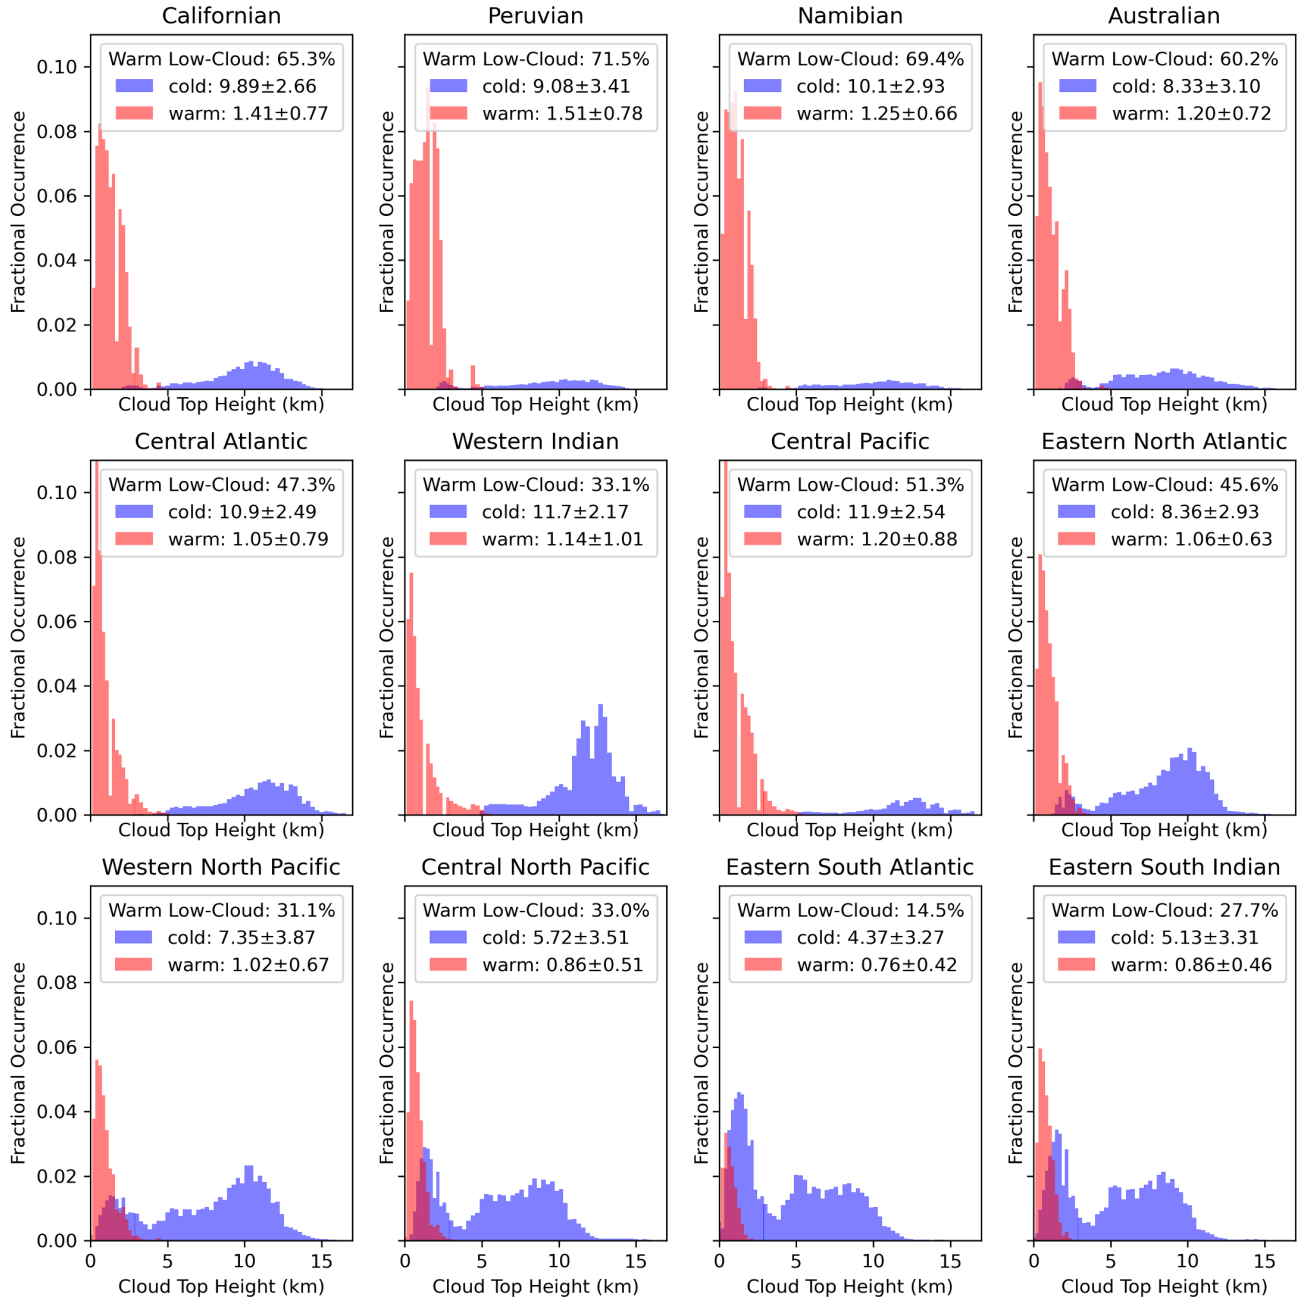 Californian
Warm Low-Cloud: 65.3%
cold: 9.89±2.66
warm: 1.41±0.77
Fractional Occurrence
0.10
0.08
0.06
0.04
0.02
0.00
Cloud Top Height (km)
Peruvian
Warm Low-Cloud: 71.5%
cold: 9.08±3.41
warm: 1.51±0.78
Fractional Occurrence
Cloud Top Height (km)
Namibian
Warm Low-Cloud: 69.4%
cold: 10.1±2.93
warm: 1.25±0.66
Fractional Occurrence
Cloud Top Height (km)
Australian
Warm Low-Cloud: 60.2%
cold: 8.33±3.10
warm: 1.20±0.72
Fractional Occurrence
Cloud Top Height (km)
Central Atlantic
Warm Low-Cloud: 47.3%
cold: 10.9±2.49
warm: 1.05±0.79
Fractional Occurrence
0.10
0.08
0.06
0.04
0.02
0.00
Cloud Top Height (km)
Western Indian
Warm Low-Cloud: 33.1%
cold: 11.7±2.17
warm: 1.14±1.01
Fractional Occurrence
Cloud Top Height (km)
Central Pacific
Warm Low-Cloud: 51.3%
cold: 11.9±2.54
warm: 1.20±0.88
Fractional Occurrence
Cloud Top Height (km)
Eastern North Atlantic
Warm Low-Cloud: 45.6%
cold: 8.36±2.93
warm: 1.06±0.63
Fractional Occurrence
Cloud Top Height (km)
Western North Pacific
Warm Low-Cloud: 31.1%
cold: 7.35±3.87
warm: 1.02±0.67
Fractional Occurrence
0.10
0.08
0.06
0.04
0.02
0.00
0 5 10 15
Cloud Top Height (km)
Central North Pacific
Warm Low-Cloud: 33.0%
cold: 5.72±3.51
warm: 0.86±0.51
Fractional Occurrence
0 5 10 15
Cloud Top Height (km)
Eastern South Atlantic
Warm Low-Cloud: 14.5%
cold: 4.37±3.27
warm: 0.76±0.42
Fractional Occurrence
0 5 10 15
Cloud Top Height (km)
Eastern South Indian
Warm Low-Cloud: 27.7%
cold: 5.13±3.31
warm: 0.86±0.46
Fractional Occurrence
0 5 10 15
Cloud Top Height (km)